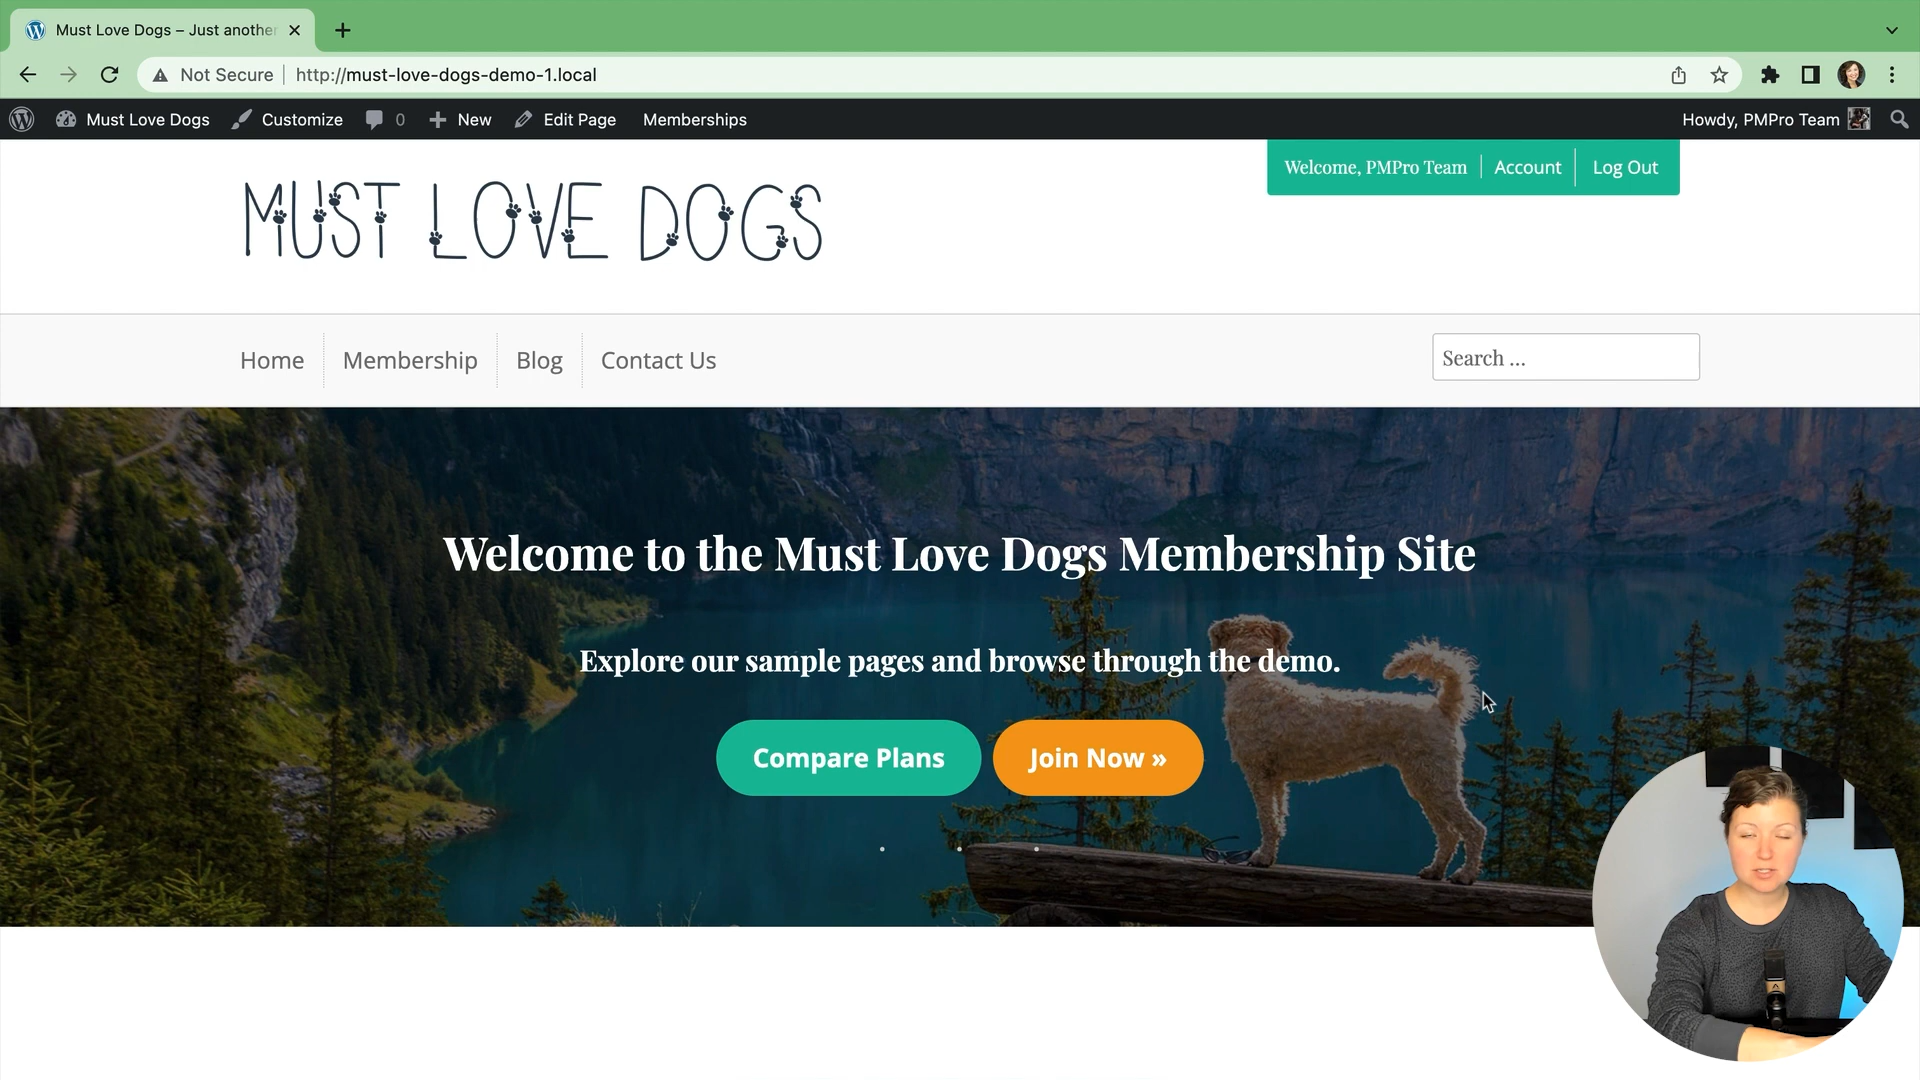 Must Love Dogs – Just another
Not Secure
http://must-love-dogs-demo-1.local
Must Love Dogs
Customize
0
New
Edit Page
Memberships
Howdy, PMPro Team
Welcome, PMPro Team
Account
Log Out
MUST LOVE DOGS
Home
Membership
Blog
Contact Us
Search ...
Welcome to the Must Love Dogs Membership Site
Explore our sample pages and browse through the demo.
Compare Plans
Join Now »